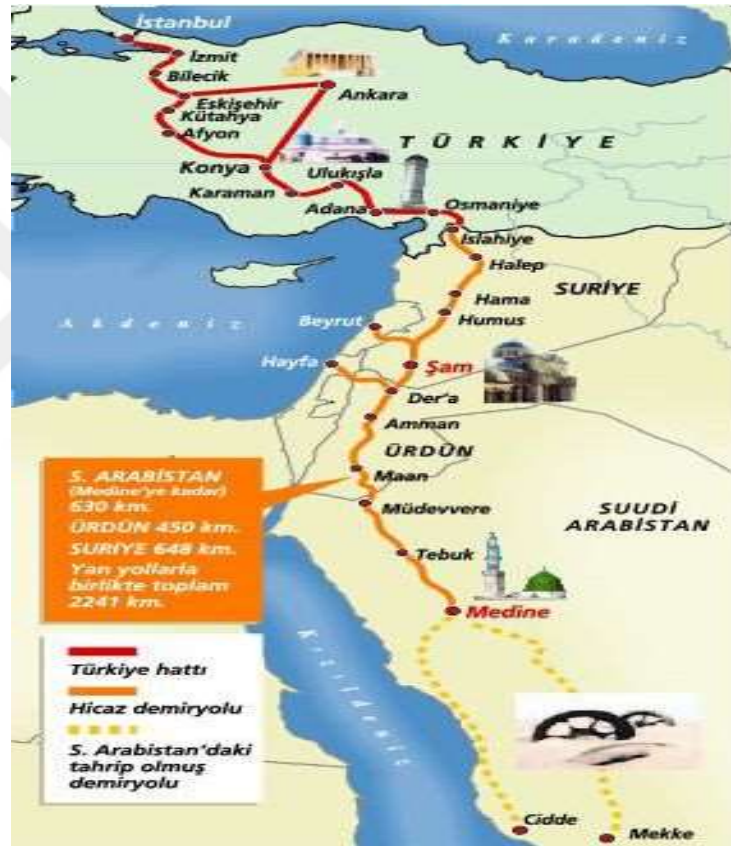 İstanbul
Karadeniz
İzmit
Bilecik
Ankara
Eskişehir
Kütahya
Afyon
TÜRKİYE
Konya
Ulukışla
Karaman
Adana
Osmaniye
Islahiye
Halep
SURİYE
Hama
Humus
Akdeniz
Beyrut
Hayfa
Şam
Der'a
Amman
ÜRDÜN
Maan
S. ARABİSTAN
(Medine'ye kadar)
630 km.
ÜRDÜN 450 km.
SURİYE 648 km.
Yan yollarla
birlikte toplam
2241 km.
Müdevvere
SUUDİ
ARABİSTAN
Tebuk
Medine
Kızıldeniz
Türkiye hattı
Hicaz demiryolu
S. Arabistan'daki
tahrip olmuş
demiryolu
Cidde
Mekke